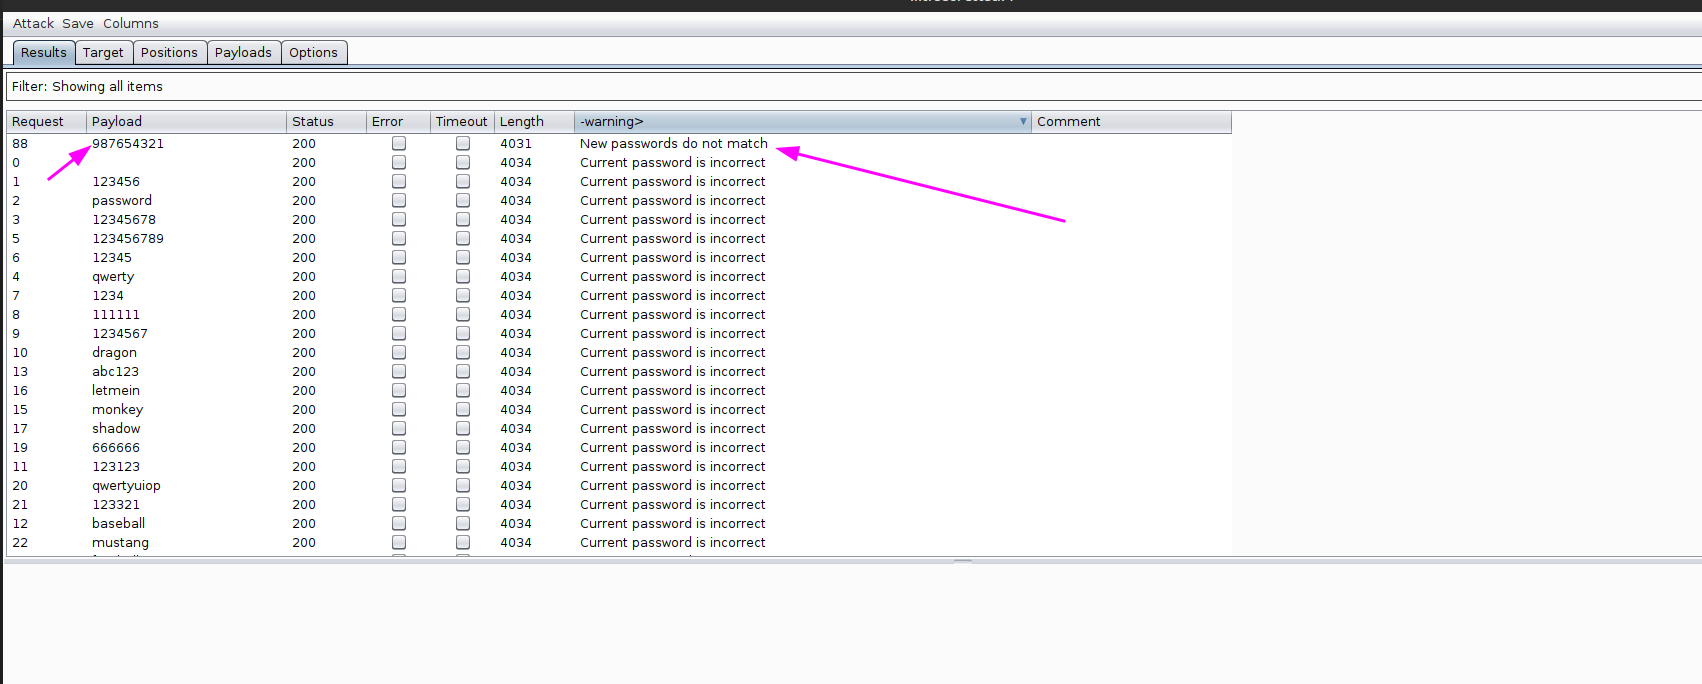 Attack Save Columns
Results Target Positions Payloads Options
Filter: Showing all items
Request Payload Status Error Timeout Length -warning> Comment
88 987654321 200 4031 New passwords do not match
0 200 4034 Current password is incorrect
1 123456 200 4034 Current password is incorrect
2 password 200 4034 Current password is incorrect
3 12345678 200 4034 Current password is incorrect
5 123456789 200 4034 Current password is incorrect
6 12345 200 4034 Current password is incorrect
4 qwerty 200 4034 Current password is incorrect
7 1234 200 4034 Current password is incorrect
8 111111 200 4034 Current password is incorrect
9 1234567 200 4034 Current password is incorrect
10 dragon 200 4034 Current password is incorrect
13 abc123 200 4034 Current password is incorrect
16 letmein 200 4034 Current password is incorrect
15 monkey 200 4034 Current password is incorrect
17 shadow 200 4034 Current password is incorrect
19 666666 200 4034 Current password is incorrect
11 123123 200 4034 Current password is incorrect
20 qwertyuiop 200 4034 Current password is incorrect
21 123321 200 4034 Current password is incorrect
12 baseball 200 4034 Current password is incorrect
22 mustang 200 4034 Current password is incorrect